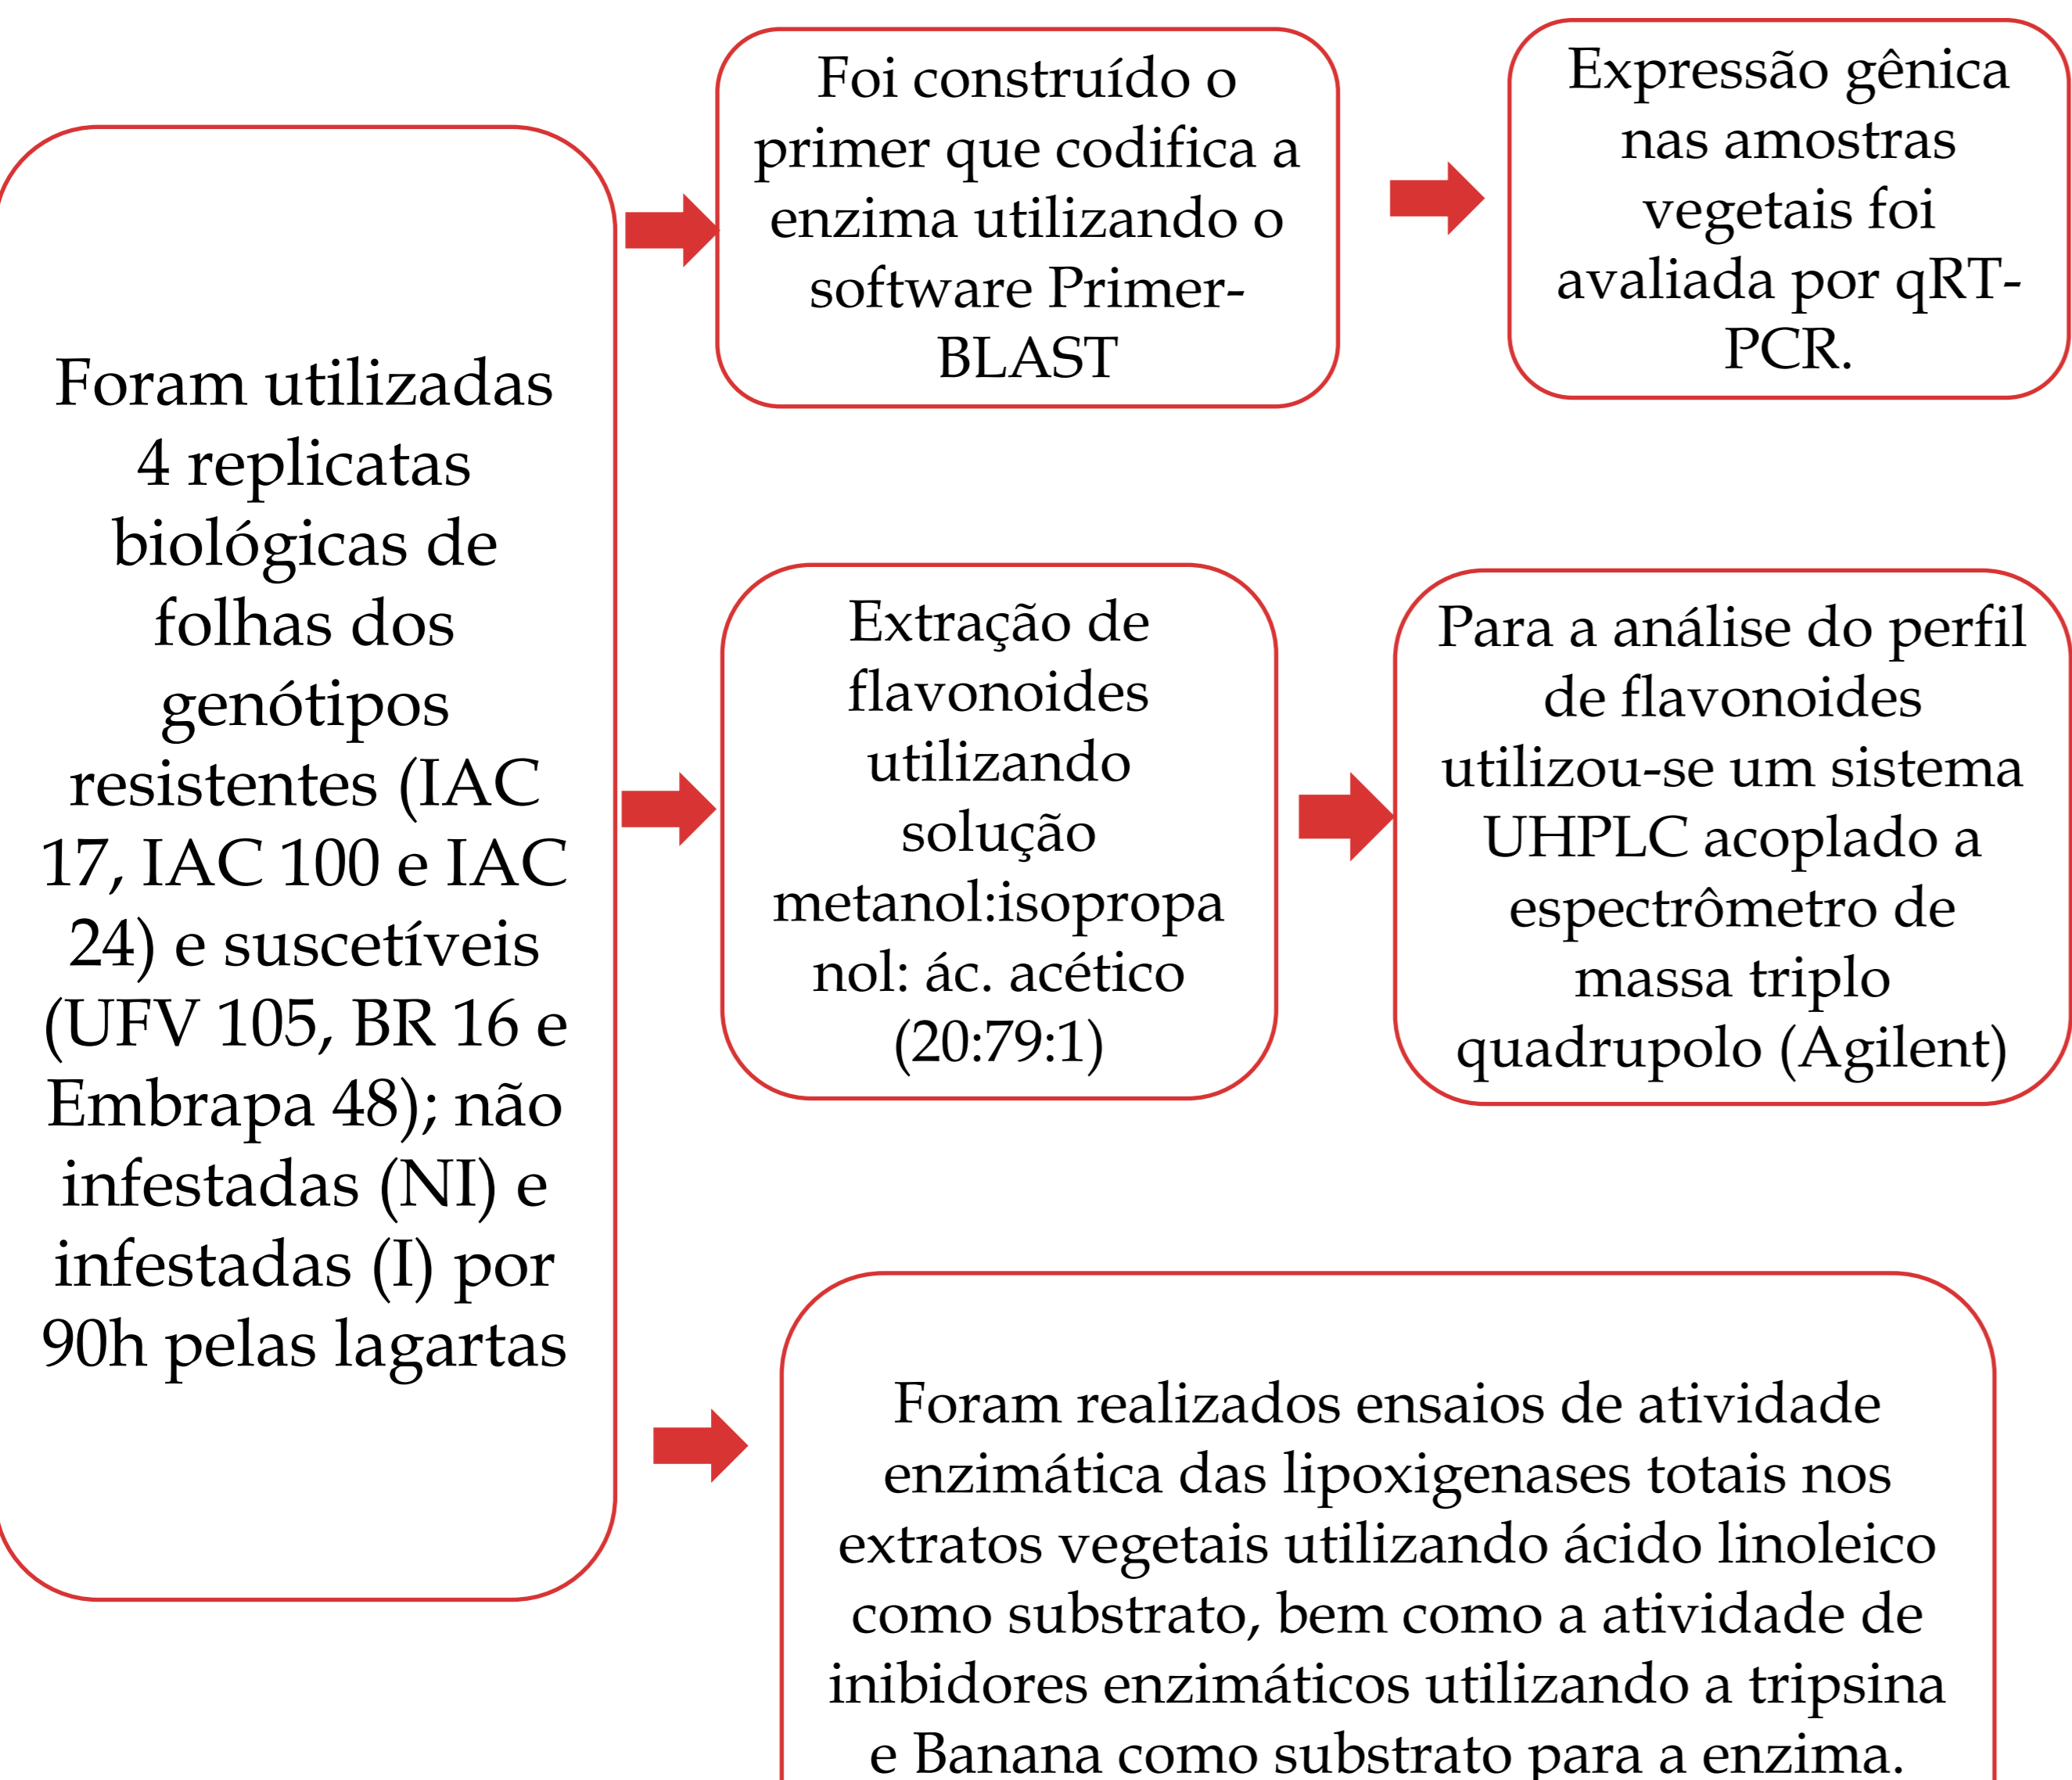 Foram utilizadas
4 replicatas
biológicas de
folhas dos
genótipos
resistentes (IAC
17, IAC 100 e IAC
24) e suscetíveis
(UFV 105, BR 16 e
Embrapa 48); não
infestadas (NI) e
infestadas (I) por
90h pelas lagartas
Foi construído o
primer que codifica a
enzima utilizando o
software Primer-
BLAST
Expressão gênica
nas amostras
vegetais foi
avaliada por qRT-
PCR.
Extração de
flavonoides
utilizando
solução
metanol:isopropa
nol: ác. acético
(20:79:1)
Para a análise do perfil
de flavonoides
utilizou-se um sistema
UHPLC acoplado a
espectrômetro de
massa triplo
quadrupolo (Agilent)
Foram realizados ensaios de atividade
enzimática das lipoxigenases totais nos
extratos vegetais utilizando ácido linoleico
como substrato, bem como a atividade de
inibidores enzimáticos utilizando a tripsina
e Banana como substrato para a enzima.